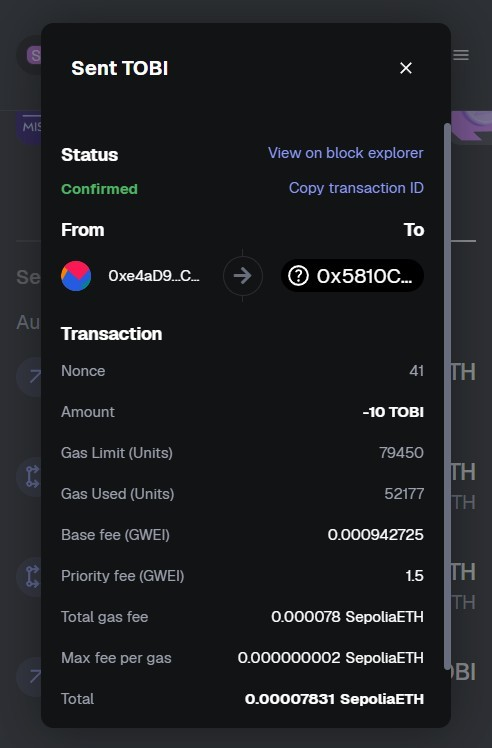 Sent TOBI
Status View on block explorer
Confirmed Copy transaction ID
From To
0xe4aD9...C... 0x5810C...
Transaction
Nonce 41
Amount -10 TOBI
Gas Limit (Units) 79450
Gas Used (Units) 52177
Base fee (GWEI) 0.000942725
Priority fee (GWEI) 1.5
Total gas fee 0.000078 SepoliaETH
Max fee per gas 0.000000002 SepoliaETH
Total 0.00007831 SepoliaETH